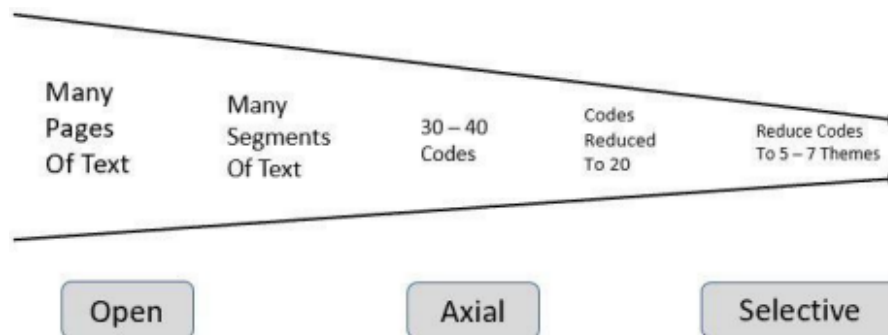 Many
Pages
Of Text
Many
Segments
Of Text
30 – 40
Codes
Codes
Reduced
To 20
Reduce Codes
To 5 – 7 Themes
Open
Axial
Selective